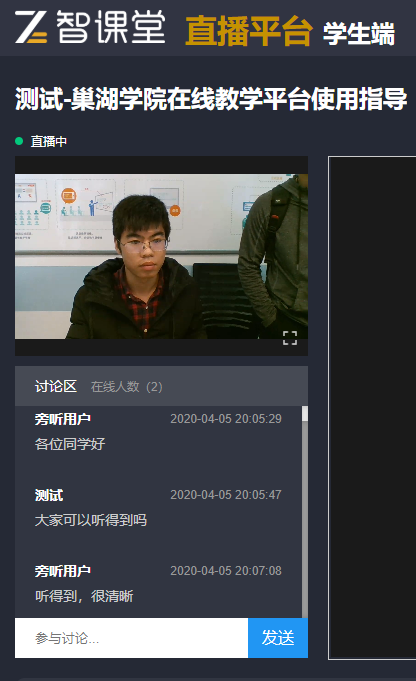 智课堂 直播平台 学生端
测试-巢湖学院在线教学平台使用指导
直播中
讨论区 在线人数（2）
旁听用户 2020-04-05 20:05:29
各位同学好
测试 2020-04-05 20:05:47
大家可以听得到吗
旁听用户 2020-04-05 20:07:08
听得到，很清晰
参与讨论... 发送